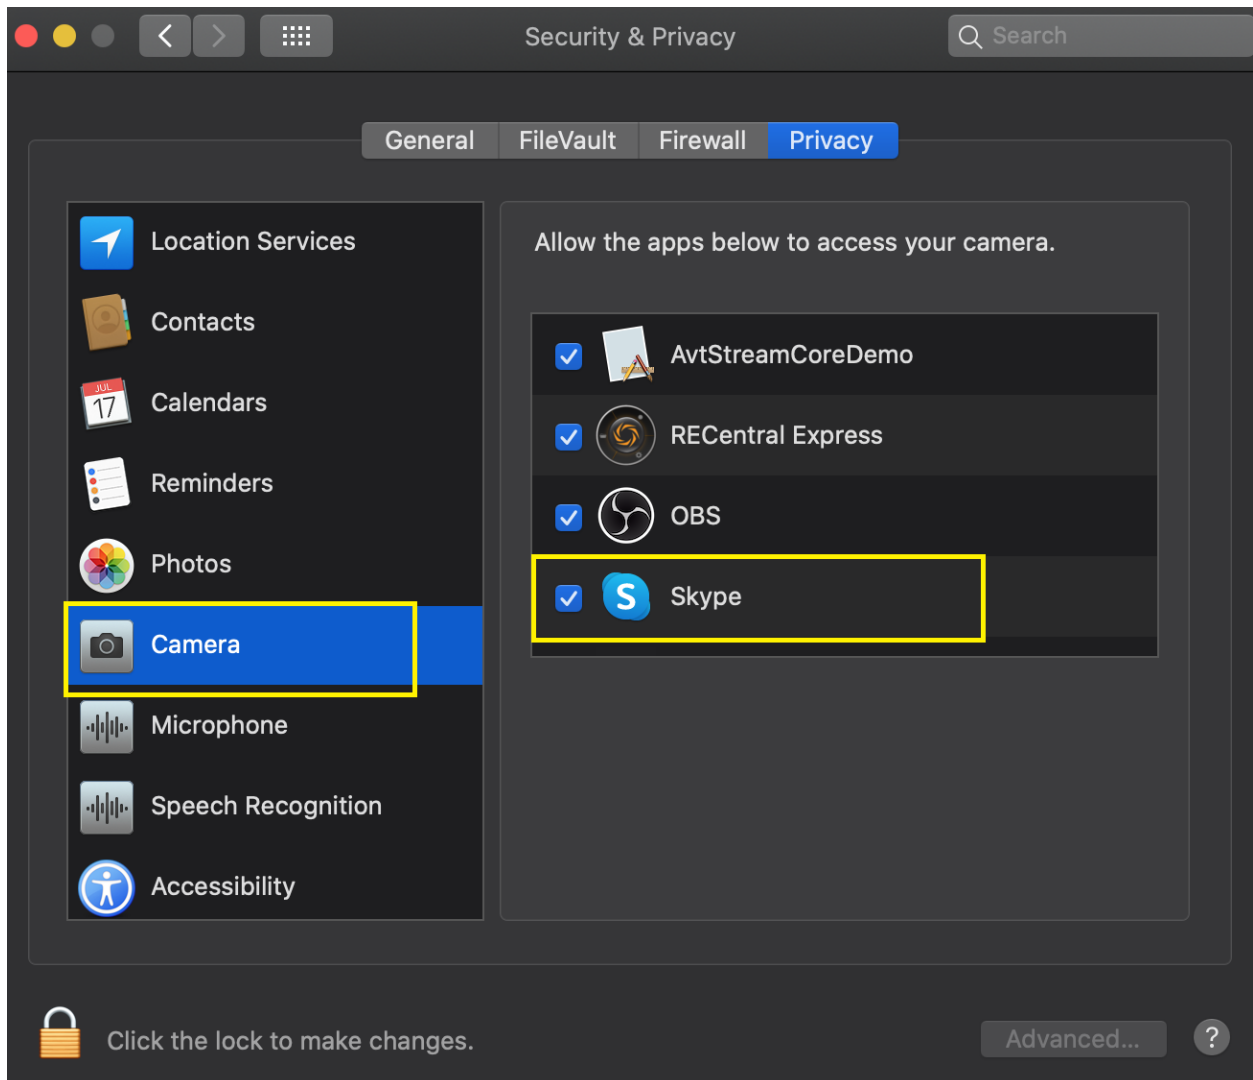 Security & Privacy
Search
General
FileVault
Firewall
Privacy
Location Services
Contacts
JUL
17
Calendars
Reminders
Photos
Camera
Microphone
Speech Recognition
Accessibility
Allow the apps below to access your camera.
AvtStreamCoreDemo
RECentral Express
OBS
S
Skype
Click the lock to make changes.
Advanced...
?